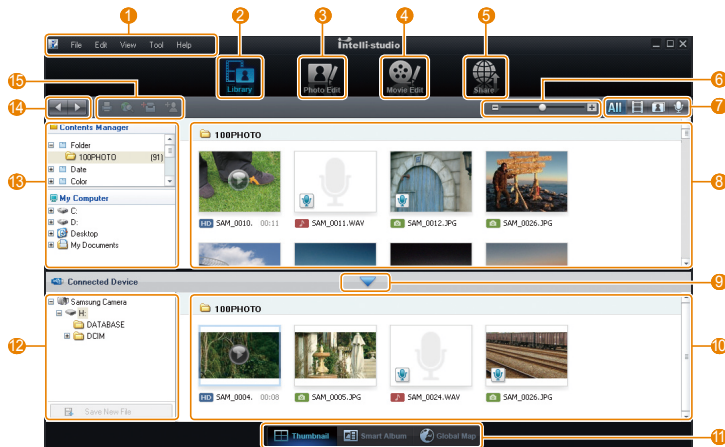 1 2 3 4 5
File Edit View Tool Help
intelli-studio
Library Photo Edit Movie Edit Share
15 6
14 All 7
Contents Manager
Folder
100PHOTO (91)
Date
Color
13
My Computer
C:
D:
Desktop
My Documents
100PHOTO
HD SAM_0010. 00:11 SAM_0011.WAV SAM_0012.JPG SAM_0026.JPG
8
Connected Device
9
Samsung Camera
H:
DATABASE
DCIM
12
Save New File
100PHOTO
HD SAM_0004. 00:08 SAM_0005.JPG SAM_0024.WAV SAM_0026.JPG
10
Thumbnail Smart Album Global Map
11